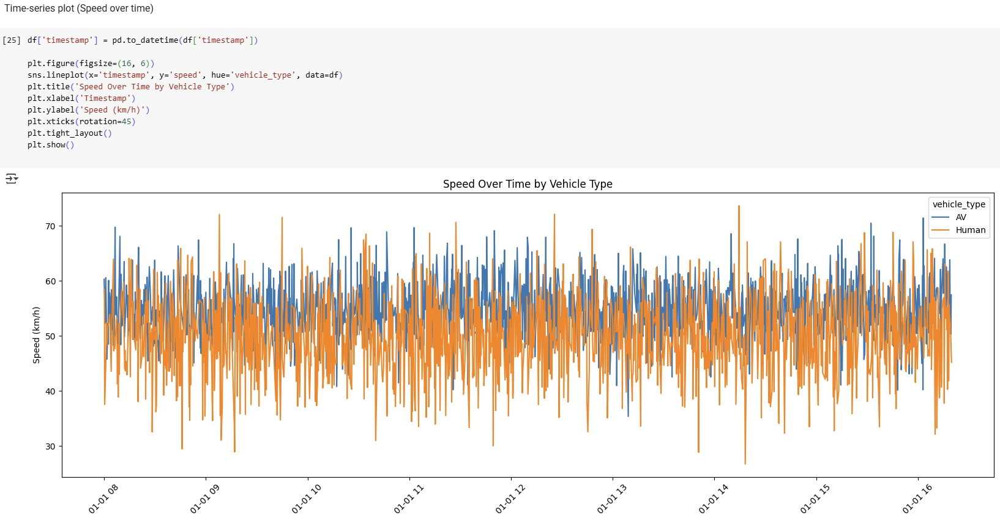 Time-series plot (Speed over time)
[25] df['timestamp'] = pd.to_datetime(df['timestamp'])
plt.figure(figsize=(16, 6))
sns.lineplot(x='timestamp', y='speed', hue='vehicle_type', data=df)
plt.title('Speed Over Time by Vehicle Type')
plt.xlabel('Timestamp')
plt.ylabel('Speed (km/h)')
plt.xticks(rotation=45)
plt.tight_layout()
plt.show()
Speed Over Time by Vehicle Type
vehicle_type
AV
Human
70
60
50
40
30
Speed (km/h)
01-01 08
01-01 09
01-01 10
01-01 11
01-01 12
01-01 13
01-01 14
01-01 15
01-01 16